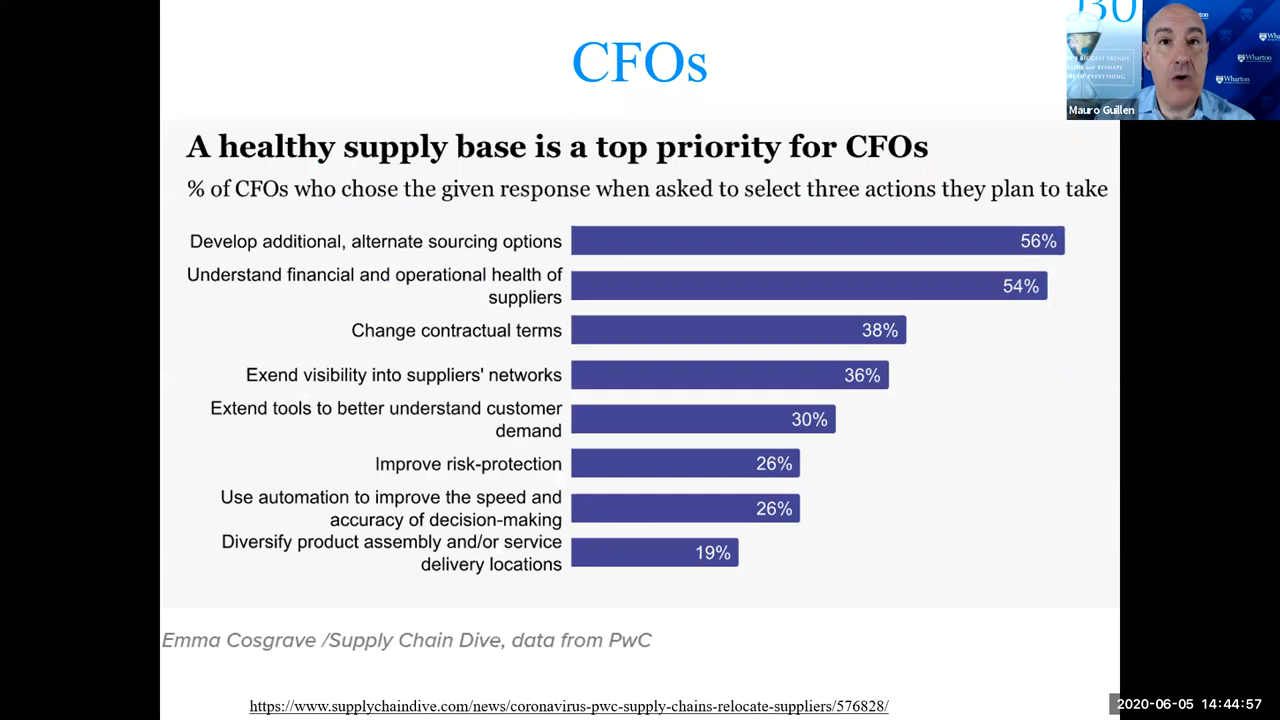 CFOs
A healthy supply base is a top priority for CFOs
% of CFOs who chose the given response when asked to select three actions they plan to take
Develop additional, alternate sourcing options
56%
Understand financial and operational health of
suppliers
54%
Change contractual terms
38%
Exend visibility into suppliers' networks
36%
Extend tools to better understand customer
demand
30%
Improve risk-protection
26%
Use automation to improve the speed and
accuracy of decision-making
26%
Diversify product assembly and/or service
delivery locations
19%
Emma Cosgrave /Supply Chain Dive, data from PwC
https://www.supplychaindive.com/news/coronavirus-pwc-supply-chains-relocate-suppliers/576828/
Wharton
Wharton
Mauro Guillen
2020-06-05 14:44:57